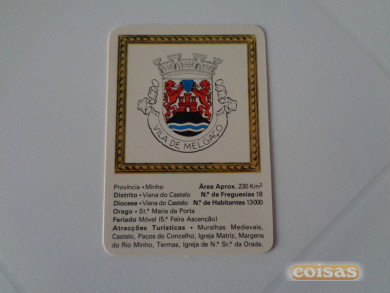 VILA DE MELGAÇO
Província • Minho Área Aprox. 230 Km²
Distrito • Viana do Castelo N.º de Freguesias 18
Diocese • Viana do Castelo N.º de Habitantes 13000
Orago • St.ª Maria da Porta
Feriado Móvel (5.ª Feira Ascenção)
Atracções Turísticas • Muralhas Medievais,
Castelo, Paços do Concelho, Igreja Matriz, Margens
do Rio Minho, Termas, Igreja de N.ª Sr.ª da Orada.
coisas